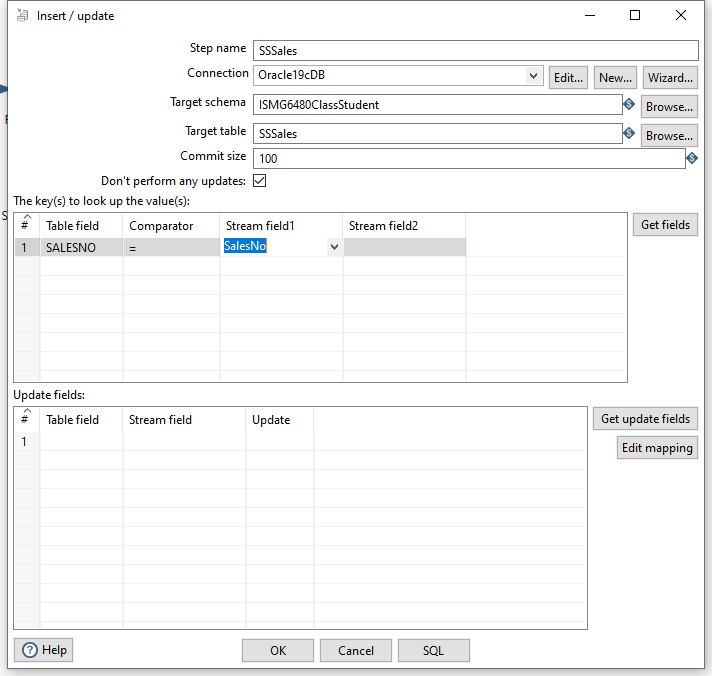 Insert / update
Step name SSSales
Connection Oracle19cDB Edit... New... Wizard...
Target schema ISMG6480ClassStudent Browse...
Target table SSSales Browse...
Commit size 100
Don't perform any updates:
The key(s) to look up the value(s):
# Table field Comparator Stream field1 Stream field2 Get fields
1 SALESNO = SalesNo
Update fields:
# Table field Stream field Update Get update fields
1
Edit mapping
Help OK Cancel SQL